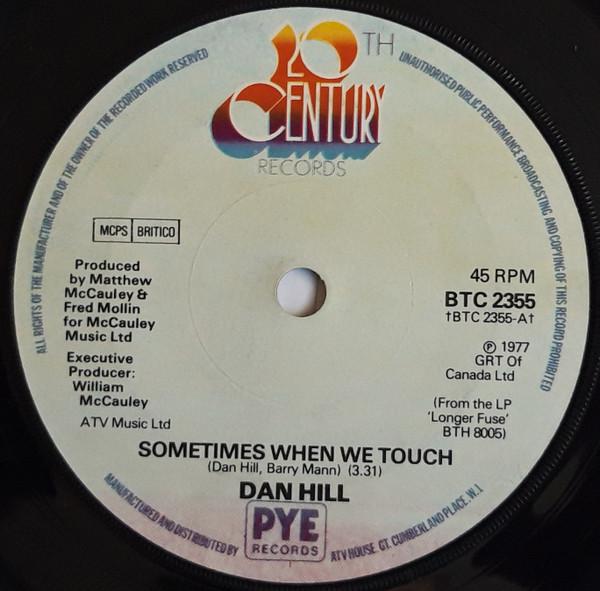 20TH
CENTURY
RECORDS
ALL RIGHTS OF THE MANUFACTURER AND OF THE OWNER OF THE RECORDED WORK RESERVED
UNAUTHORISED PUBLIC PERFORMANCE BROADCASTING AND COPYING OF THIS RECORD PROHIBITED
MCPS BRITICO
Produced
by Matthew
McCauley &
Fred Mollin
for McCauley
Music Ltd
Executive
Producer:
William
McCauley
ATV Music Ltd
45 RPM
BTC 2355
†BTC 2355-A†
℗ 1977
GRT Of
Canada Ltd
(From the LP
'Longer Fuse'
BTH 8005)
SOMETIMES WHEN WE TOUCH
(Dan Hill, Barry Mann) (3.31)
DAN HILL
MANUFACTURED AND DISTRIBUTED BY
PYE
RECORDS
ATV HOUSE GT. CUMBERLAND PLACE, W.1